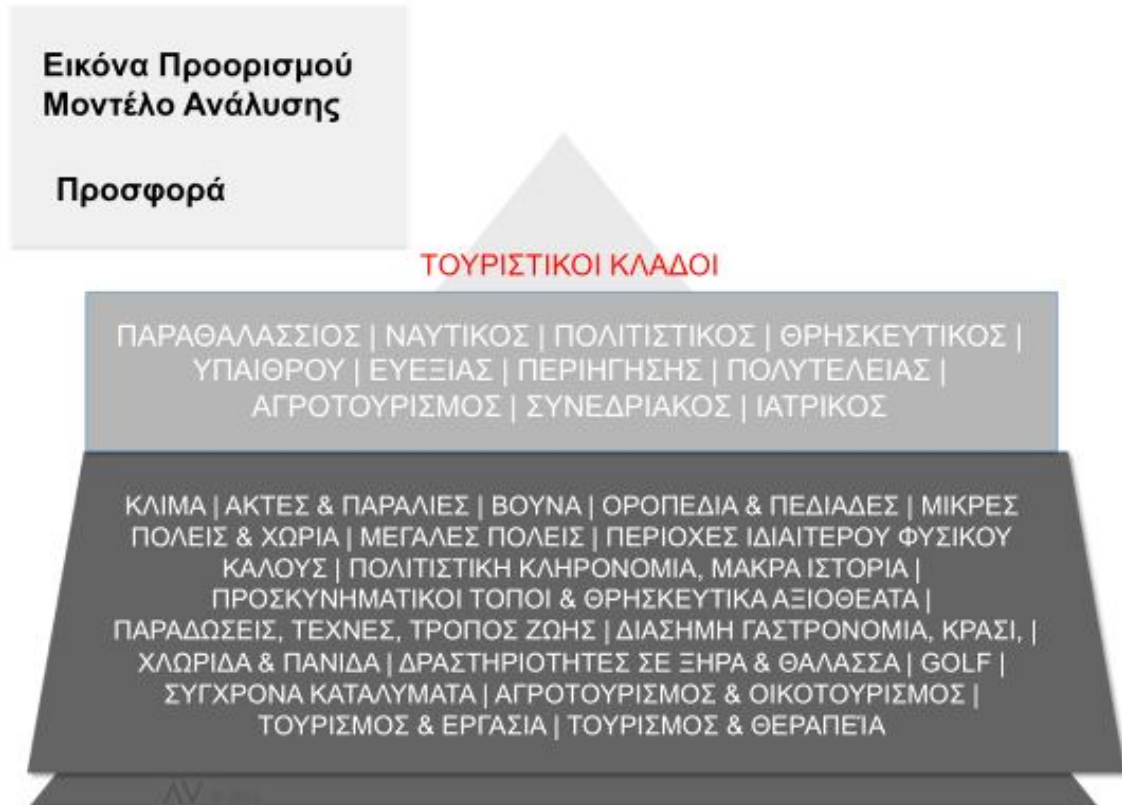 Εικόνα Προορισμού
Μοντέλο Ανάλυσης
Προσφορά
ΤΟΥΡΙΣΤΙΚΟΙ ΚΛΑΔΟΙ
ΠΑΡΑΘΑΛΑΣΣΙΟΣ | ΝΑΥΤΙΚΟΣ | ΠΟΛΙΤΙΣΤΙΚΟΣ | ΘΡΗΣΚΕΥΤΙΚΟΣ |
ΥΠΑΙΘΡΟΥ | ΕΥΕΞΙΑΣ | ΠΕΡΙΗΓΗΣΗΣ | ΠΟΛΥΤΕΛΕΙΑΣ |
ΑΓΡΟΤΟΥΡΙΣΜΟΣ | ΣΥΝΕΔΡΙΑΚΟΣ | ΙΑΤΡΙΚΟΣ
ΚΛΙΜΑ | ΑΚΤΕΣ & ΠΑΡΑΛΙΕΣ | ΒΟΥΝΑ | ΟΡΟΠΕΔΙΑ & ΠΕΔΙΑΔΕΣ | ΜΙΚΡΕΣ
ΠΟΛΕΙΣ & ΧΩΡΙΑ | ΜΕΓΑΛΕΣ ΠΟΛΕΙΣ | ΠΕΡΙΟΧΕΣ ΙΔΙΑΙΤΕΡΟΥ ΦΥΣΙΚΟΥ
ΚΑΛΟΥΣ | ΠΟΛΙΤΙΣΤΙΚΗ ΚΛΗΡΟΝΟΜΙΑ, ΜΑΚΡΑ ΙΣΤΟΡΙΑ |
ΠΡΟΣΚΥΝΗΜΑΤΙΚΟΙ ΤΟΠΟΙ & ΘΡΗΣΚΕΥΤΙΚΑ ΑΞΙΟΘΕΑΤΑ |
ΠΑΡΑΔΩΣΕΙΣ, ΤΕΧΝΕΣ, ΤΡΟΠΟΣ ΖΩΗΣ | ΔΙΑΣΗΜΗ ΓΑΣΤΡΟΝΟΜΙΑ, ΚΡΑΣΙ, |
ΧΛΩΡΙΔΑ & ΠΑΝΙΔΑ | ΔΡΑΣΤΗΡΙΟΤΗΤΕΣ ΣΕ ΞΗΡΑ & ΘΑΛΑΣΣΑ | GOLF |
ΣΥΓΧΡΟΝΑ ΚΑΤΑΛΥΜΑΤΑ | ΑΓΡΟΤΟΥΡΙΣΜΟΣ & ΟΙΚΟΤΟΥΡΙΣΜΟΣ |
ΤΟΥΡΙΣΜΟΣ & ΕΡΓΑΣΙΑ | ΤΟΥΡΙΣΜΟΣ & ΘΕΡΑΠΕΊΑ